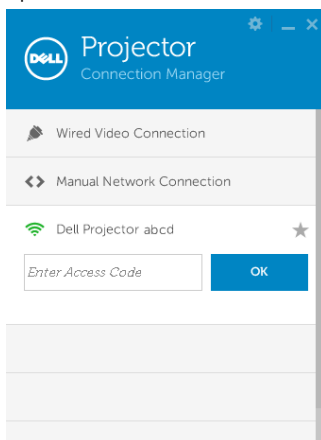 DELL
Projector
Connection Manager
Wired Video Connection
Manual Network Connection
Dell Projector abcd
Enter Access Code
OK